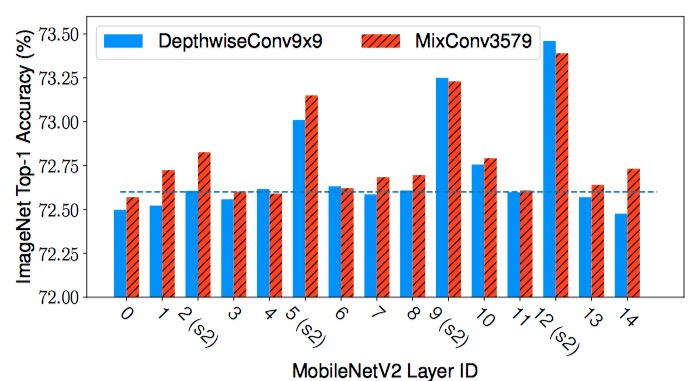 ImageNet Top-1 Accuracy (%)
73.50
73.25
73.00
72.75
72.50
72.25
72.00
DepthwiseConv9x9
MixConv3579
0
1
2 (s2)
3
4
5 (s2)
6
7
8
9 (s2)
10
11
12 (s2)
13
14
MobileNetV2 Layer ID